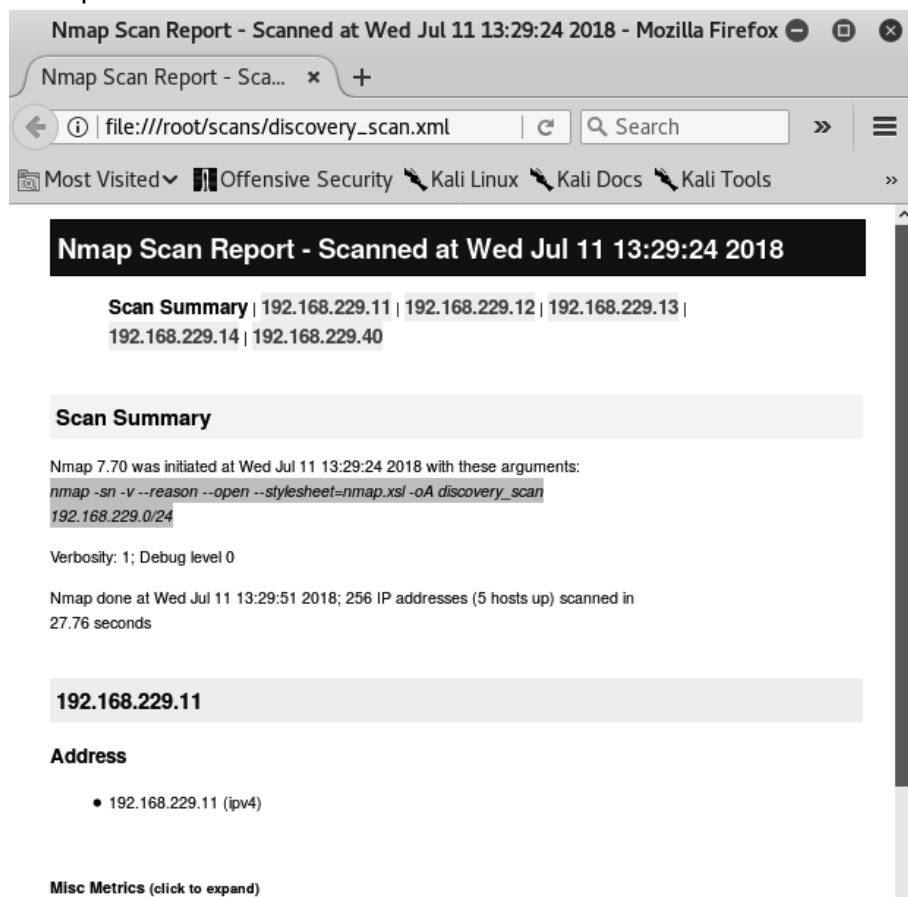 Nmap Scan Report - Scanned at Wed Jul 11 13:29:24 2018 - Mozilla Firefox
Nmap Scan Report - Sca... × +
file:///root/scans/discovery_scan.xml Search »
Most Visited Offensive Security Kali Linux Kali Docs Kali Tools »
Nmap Scan Report - Scanned at Wed Jul 11 13:29:24 2018
Scan Summary | 192.168.229.11 | 192.168.229.12 | 192.168.229.13 |
192.168.229.14 | 192.168.229.40
Scan Summary
Nmap 7.70 was initiated at Wed Jul 11 13:29:24 2018 with these arguments:
nmap -sn -v --reason --open --stylesheet=nmap.xsl -oA discovery_scan
192.168.229.0/24
Verbosity: 1; Debug level 0
Nmap done at Wed Jul 11 13:29:51 2018; 256 IP addresses (5 hosts up) scanned in
27.76 seconds
192.168.229.11
Address
• 192.168.229.11 (ipv4)
Misc Metrics (click to expand)